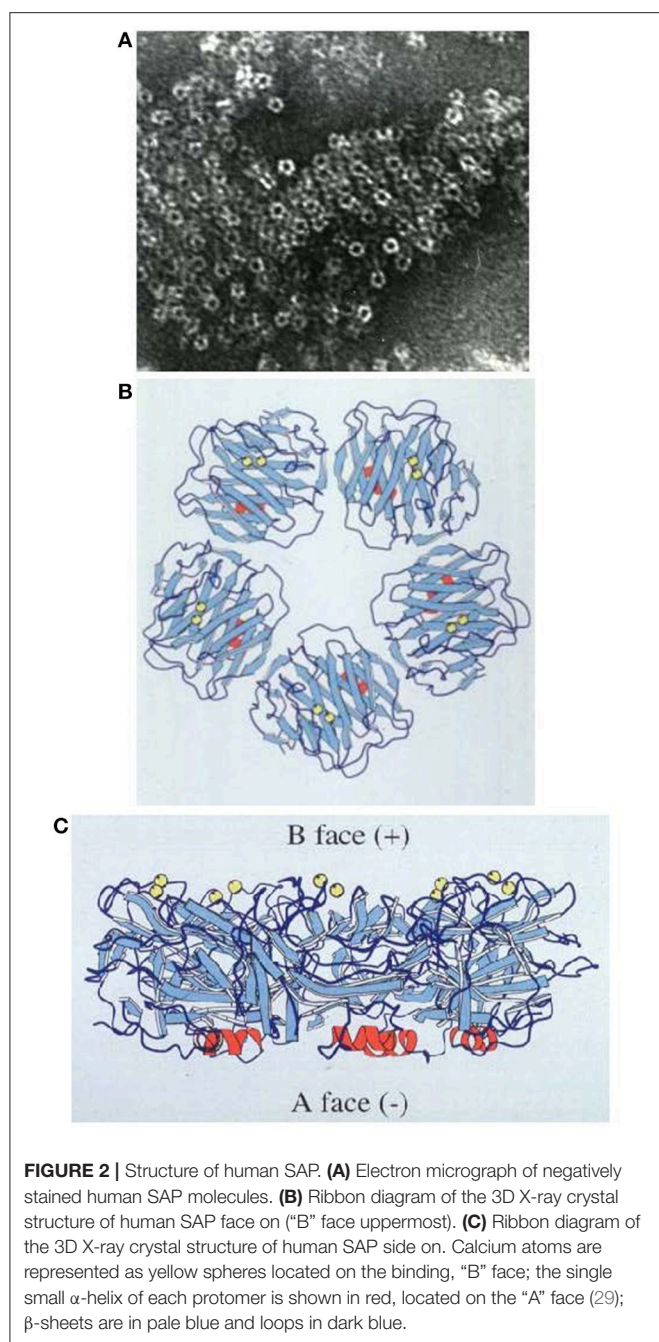 A
B
C
B face (+)
A face (-)
FIGURE 2 | Structure of human SAP. (A) Electron micrograph of negatively
stained human SAP molecules. (B) Ribbon diagram of the 3D X-ray crystal
structure of human SAP face on (“B” face uppermost). (C) Ribbon diagram of
the 3D X-ray crystal structure of human SAP side on. Calcium atoms are
represented as yellow spheres located on the binding, “B” face; the single
small α-helix of each protomer is shown in red, located on the “A” face (29);
β-sheets are in pale blue and loops in dark blue.